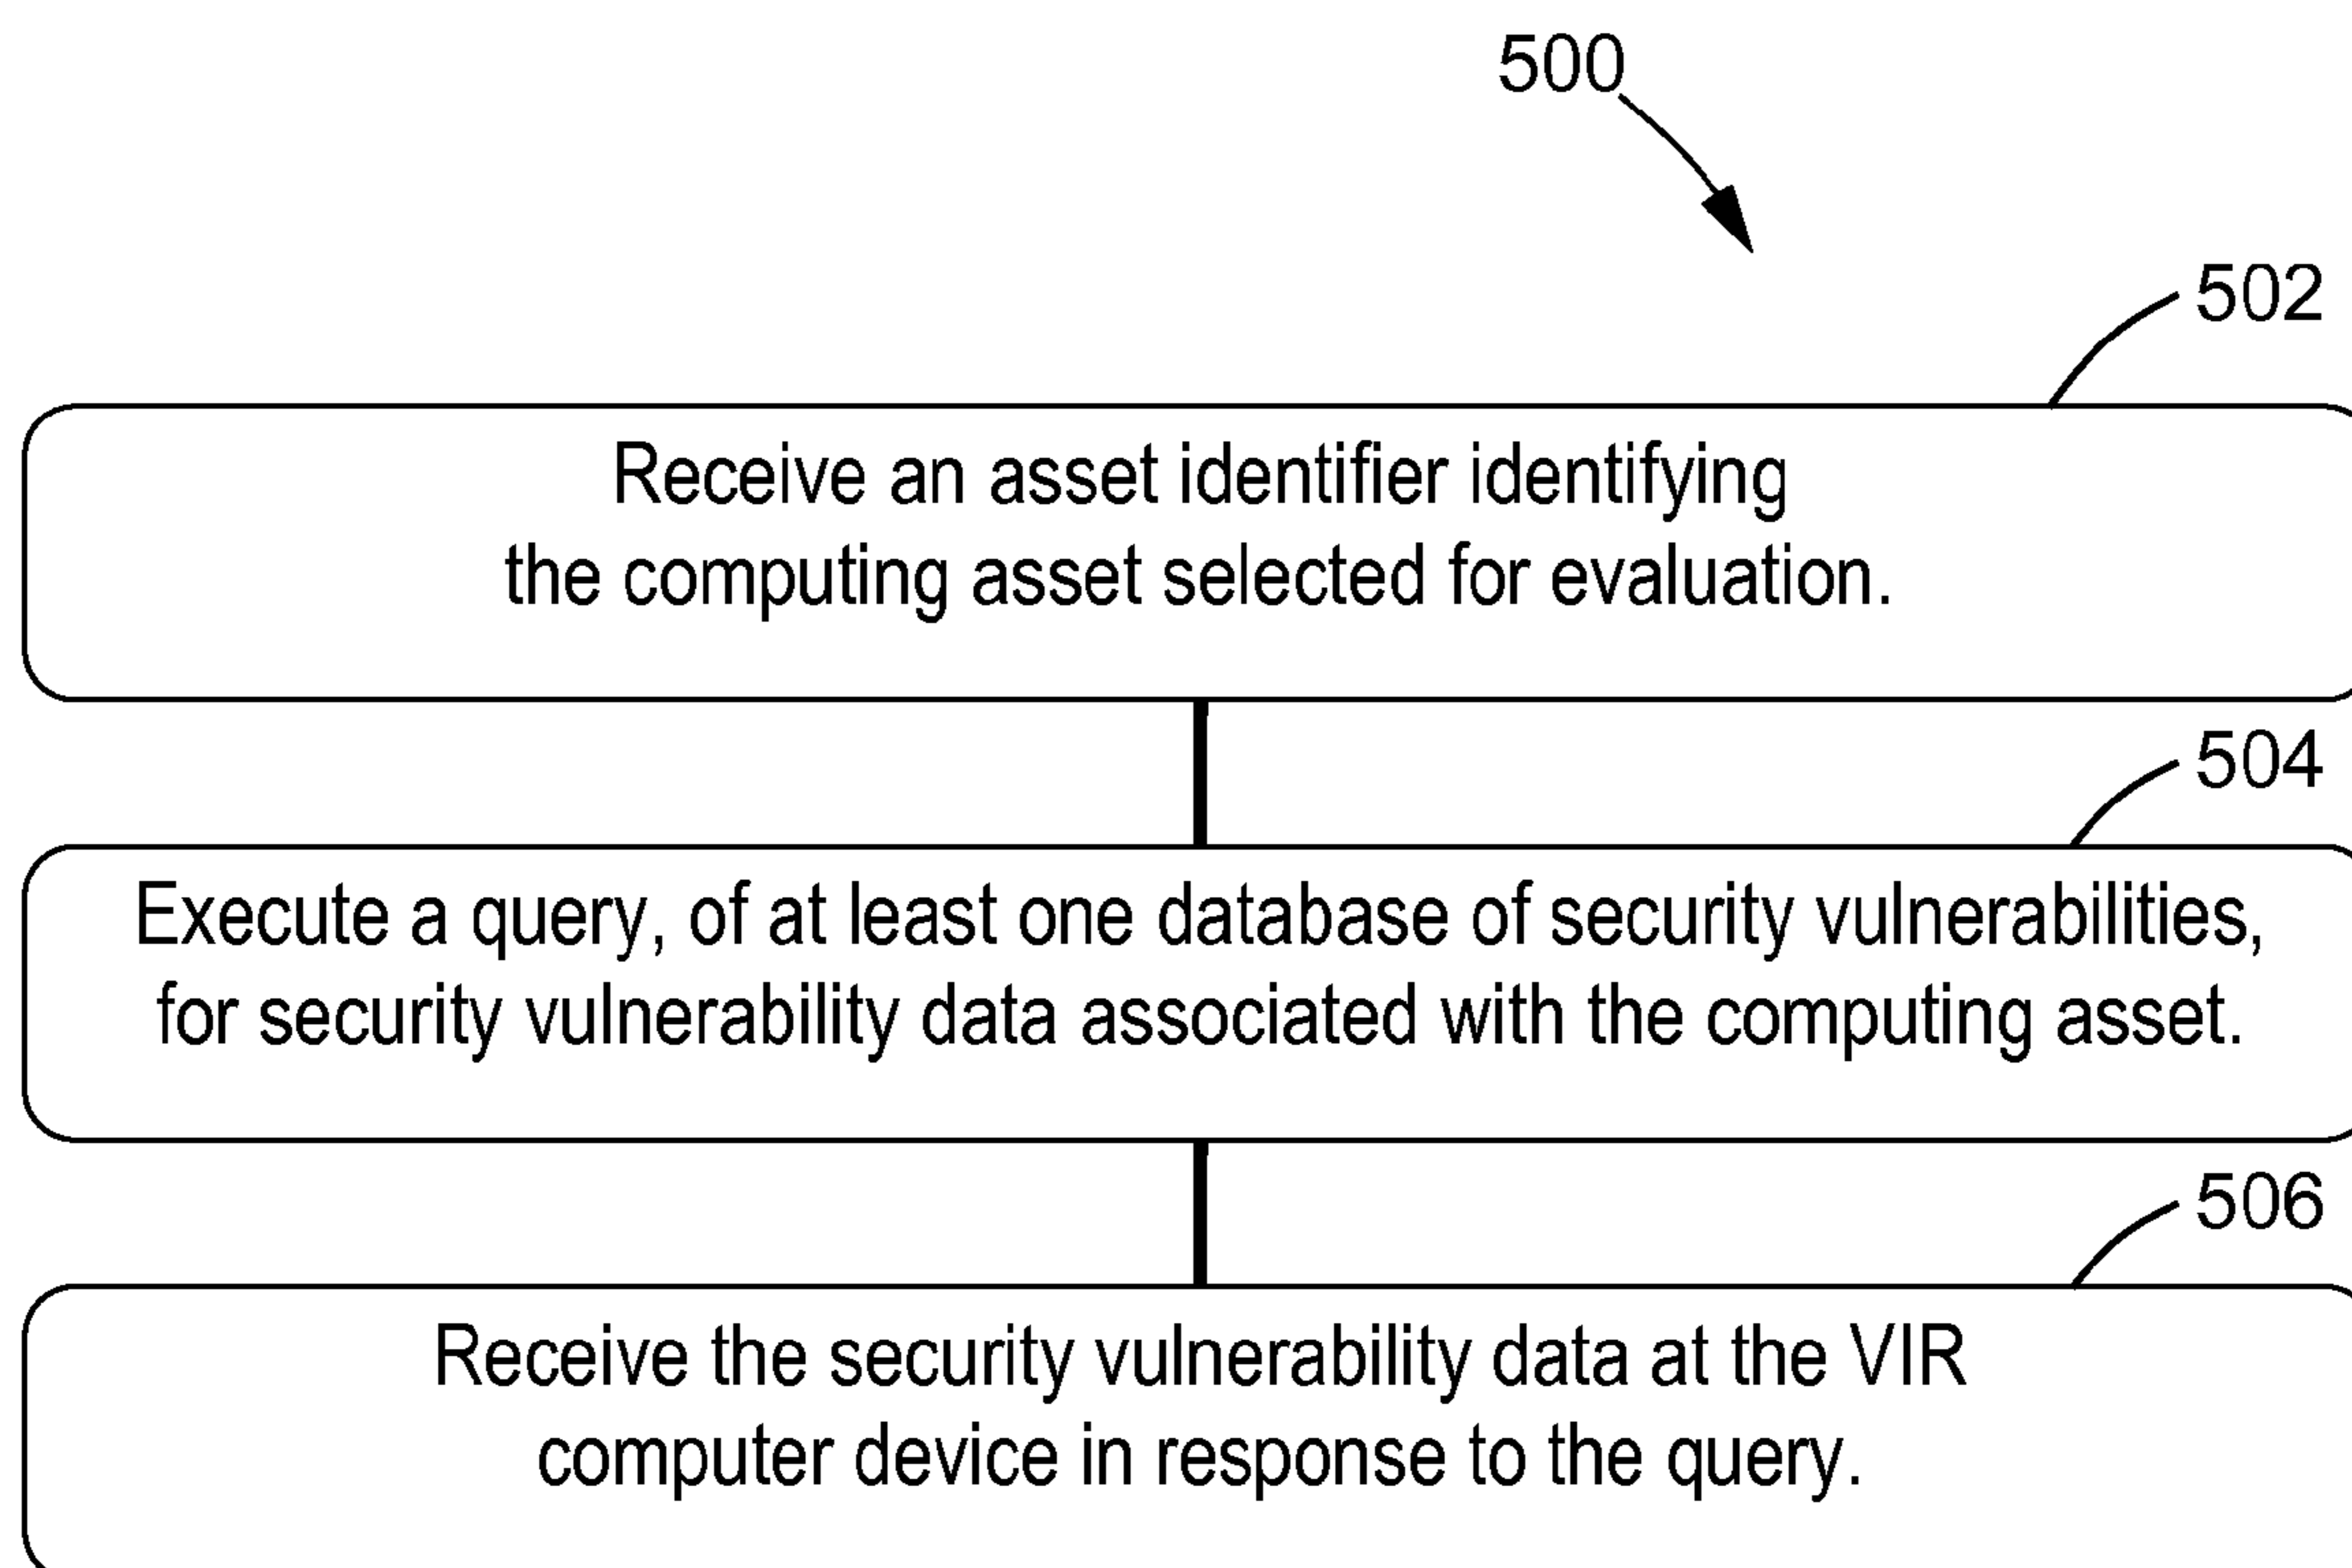 500
502
Receive an asset identifier identifying
the computing asset selected for evaluation.
504
Execute a query, of at least one database of security vulnerabilities,
for security vulnerability data associated with the computing asset.
506
Receive the security vulnerability data at the VIR
computer device in response to the query.